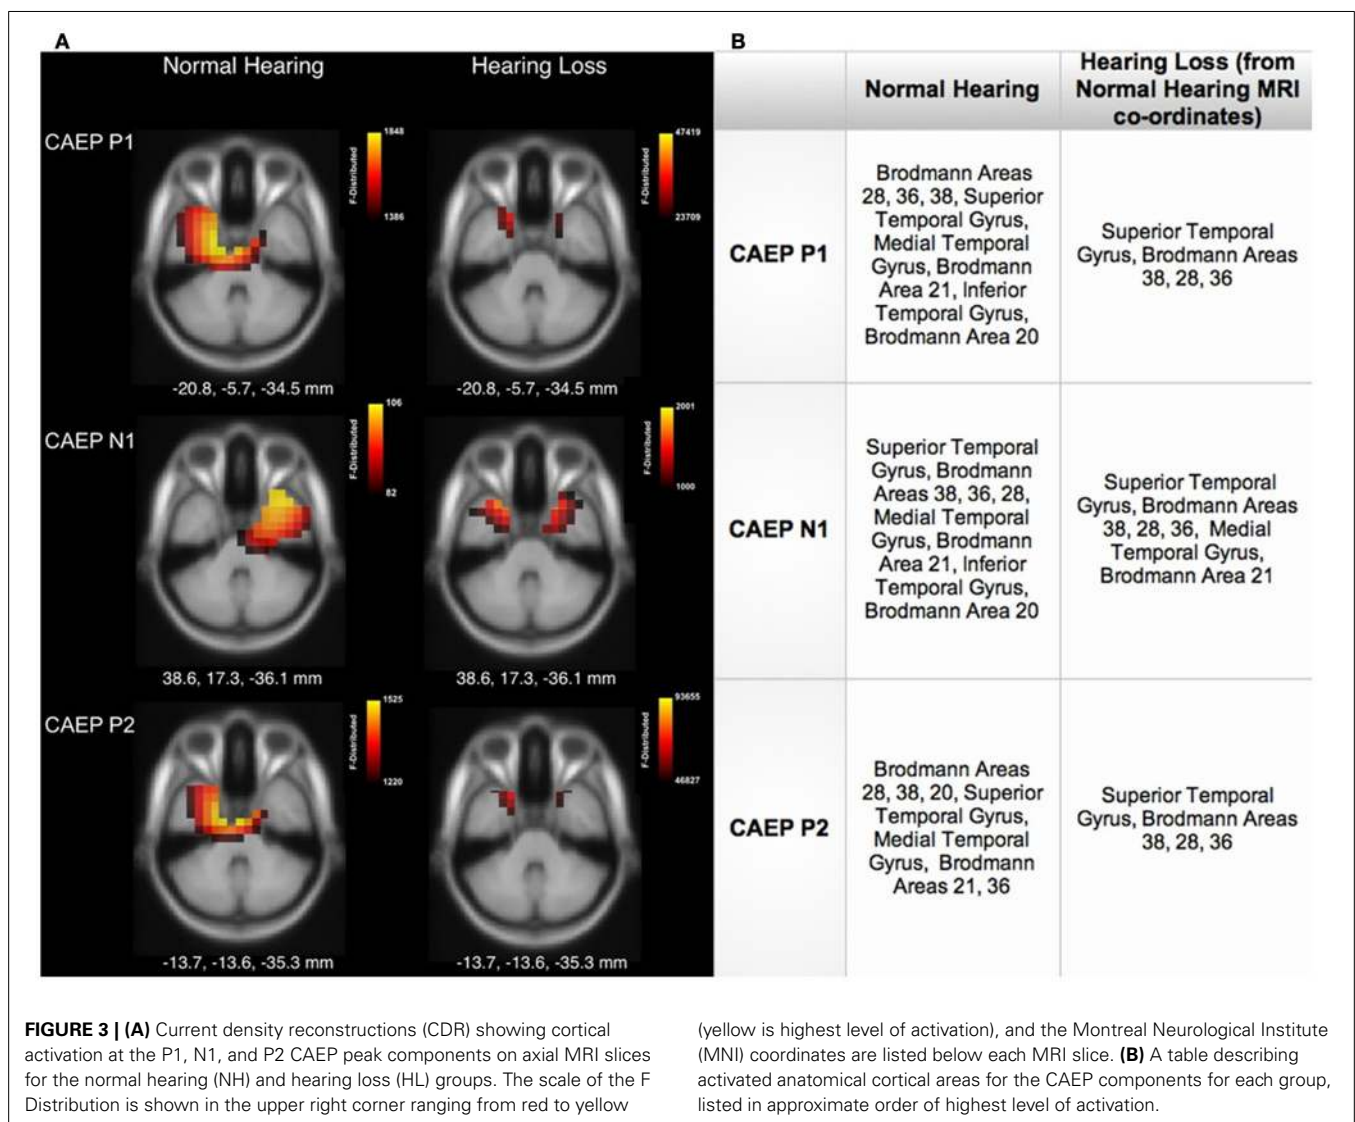 A
Normal Hearing
Hearing Loss
CAEP P1
F-Distributed
1848
1386
F-Distributed
47419
23709
-20.8, -5.7, -34.5 mm
-20.8, -5.7, -34.5 mm
CAEP N1
F-Distributed
106
82
F-Distributed
2001
1000
38.6, 17.3, -36.1 mm
38.6, 17.3, -36.1 mm
CAEP P2
F-Distributed
1525
1220
F-Distributed
93655
46827
-13.7, -13.6, -35.3 mm
-13.7, -13.6, -35.3 mm
B
Normal Hearing
Hearing Loss (from
Normal Hearing MRI
co-ordinates)
CAEP P1
Brodmann Areas
28, 36, 38, Superior
Temporal Gyrus,
Medial Temporal
Gyrus, Brodmann
Area 21, Inferior
Temporal Gyrus,
Brodmann Area 20
Superior Temporal
Gyrus, Brodmann Areas
38, 28, 36
CAEP N1
Superior Temporal
Gyrus, Brodmann
Areas 38, 36, 28,
Medial Temporal
Gyrus, Brodmann
Area 21, Inferior
Temporal Gyrus,
Brodmann Area 20
Superior Temporal
Gyrus, Brodmann Areas
38, 28, 36, Medial
Temporal Gyrus,
Brodmann Area 21
CAEP P2
Brodmann Areas
28, 38, 20, Superior
Temporal Gyrus,
Medial Temporal
Gyrus, Brodmann
Areas 21, 36
Superior Temporal
Gyrus, Brodmann Areas
38, 28, 36
FIGURE 3 | (A) Current density reconstructions (CDR) showing cortical
activation at the P1, N1, and P2 CAEP peak components on axial MRI slices
for the normal hearing (NH) and hearing loss (HL) groups. The scale of the F
Distribution is shown in the upper right corner ranging from red to yellow
(yellow is highest level of activation), and the Montreal Neurological Institute
(MNI) coordinates are listed below each MRI slice. (B) A table describing
activated anatomical cortical areas for the CAEP components for each group,
listed in approximate order of highest level of activation.